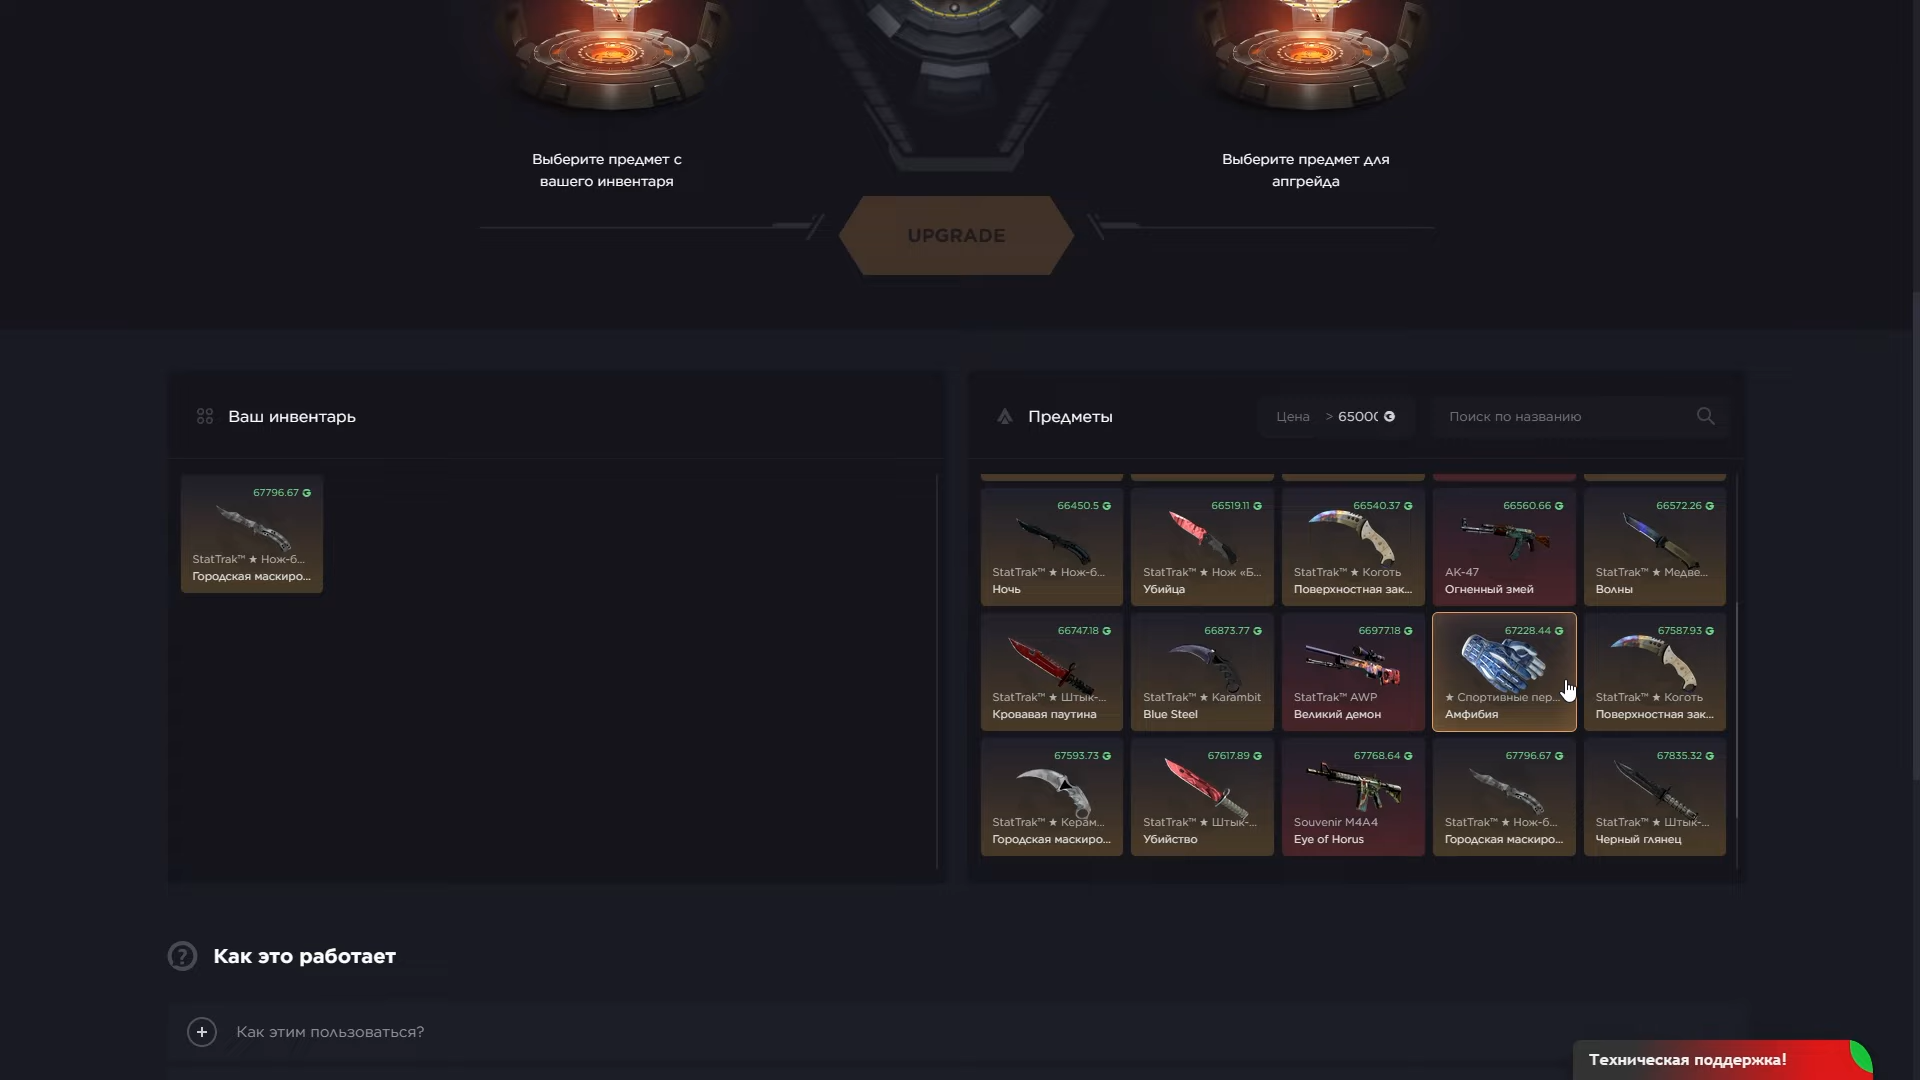 Выберите предмет с
вашего инвентаря
Выберите предмет для
апгрейда
UPGRADE
Ваш инвентарь
67796.67 G
StatTrak™ ★ Нож-б...
Городская маскиро...
Предметы
Цена > 65000 G
Поиск по названию
66450.5 G
StatTrak™ ★ Нож-б...
Ночь
66519.11 G
StatTrak™ ★ Нож «Б...
Убийца
66540.37 G
StatTrak™ ★ Коготь
Поверхностная зак...
66560.66 G
AK-47
Огненный змей
66572.26 G
StatTrak™ ★ Медве...
Волны
66747.18 G
StatTrak™ ★ Штык-...
Кровавая паутина
66873.77 G
StatTrak™ ★ Karambit
Blue Steel
66977.18 G
StatTrak™ AWP
Великий демон
67228.44 G
★ Спортивные пер...
Амфибия
67587.93 G
StatTrak™ ★ Коготь
Поверхностная зак...
67593.73 G
StatTrak™ ★ Керам...
Городская маскиро...
67617.89 G
StatTrak™ ★ Штык-...
Убийство
67768.64 G
Souvenir M4A4
Eye of Horus
67796.67 G
StatTrak™ ★ Нож-б...
Городская маскиро...
67835.32 G
StatTrak™ ★ Штык-...
Черный глянец
Как это работает
Как этим пользоваться?
Техническая поддержка!